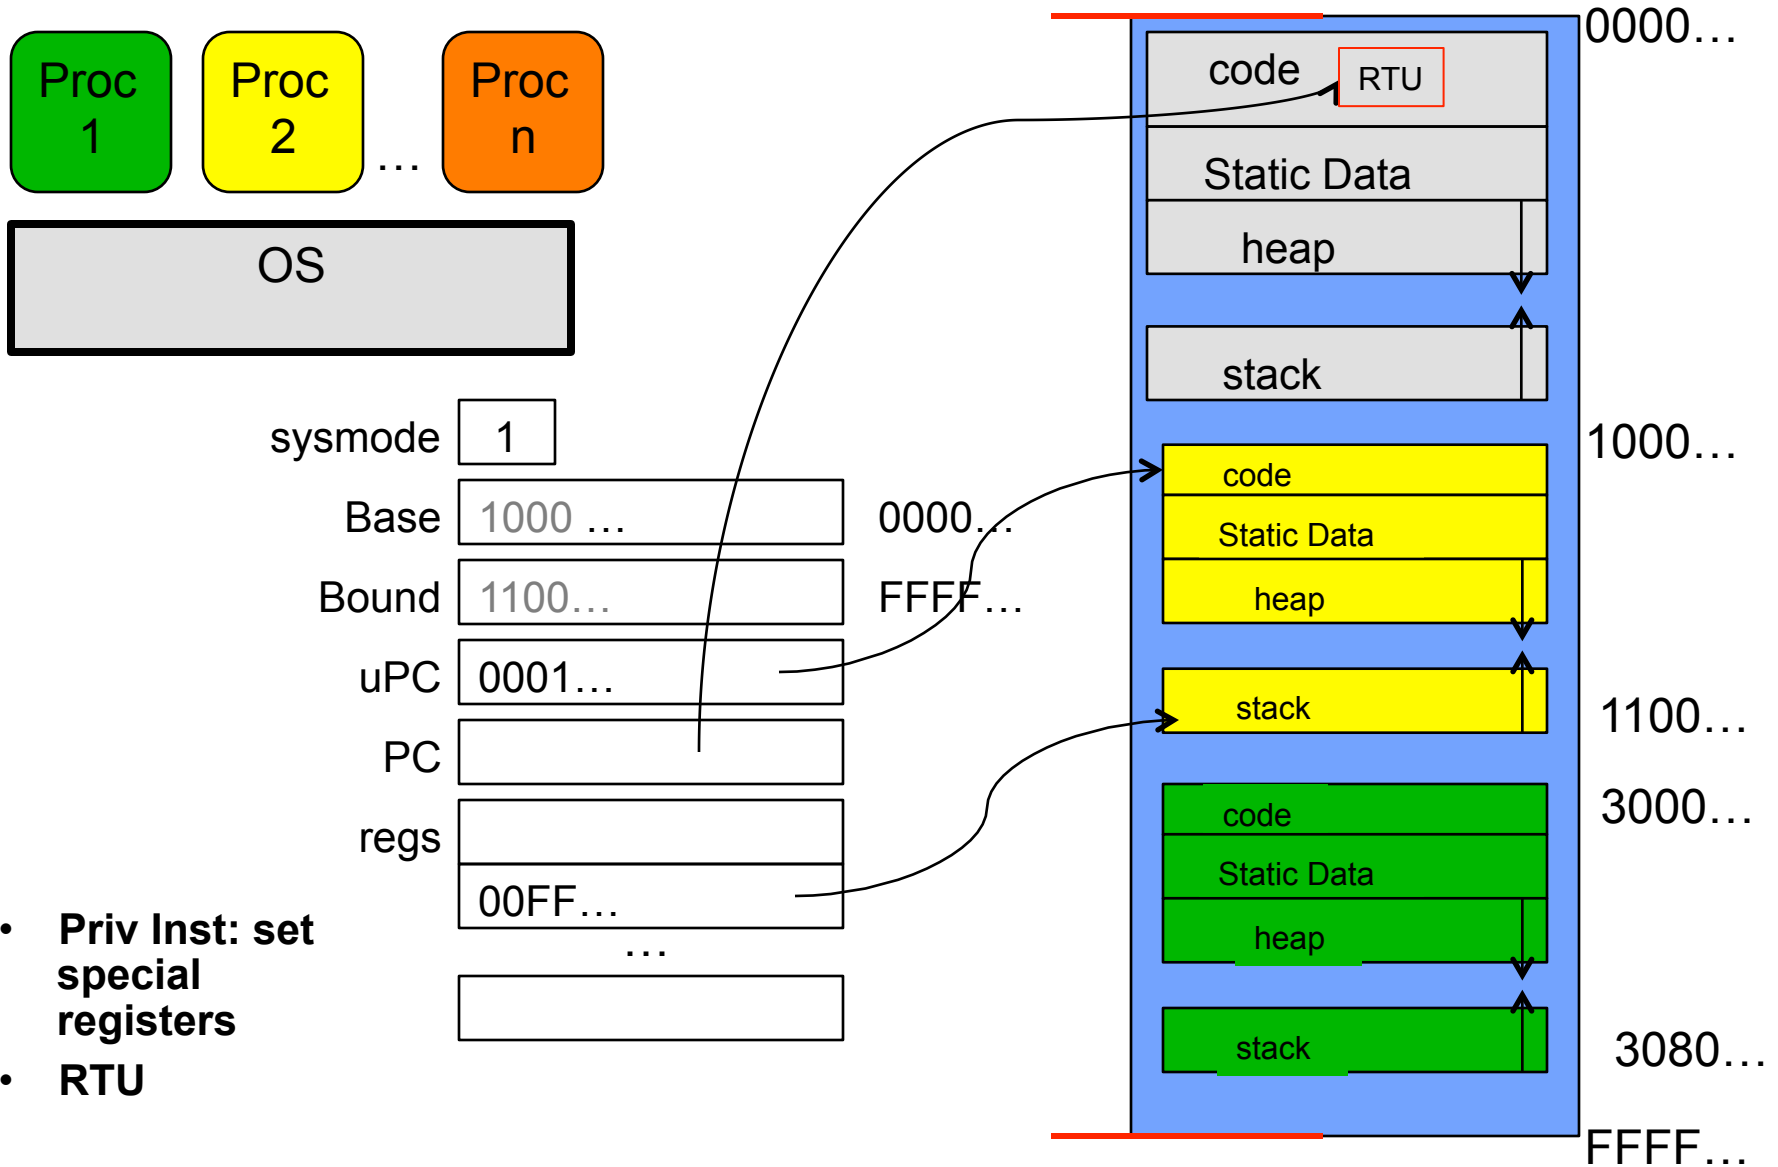 Proc
1
Proc
2
…
Proc
n
OS
sysmode 1
Base 1000 … 0000…
Bound 1100… FFFF…
uPC 0001…
PC
regs
00FF…
…
• Priv Inst: set
special
registers
• RTU
0000…
code RTU
Static Data
heap
stack
1000…
code
Static Data
heap
stack
1100…
3000…
code
Static Data
heap
stack
3080…
FFFF…